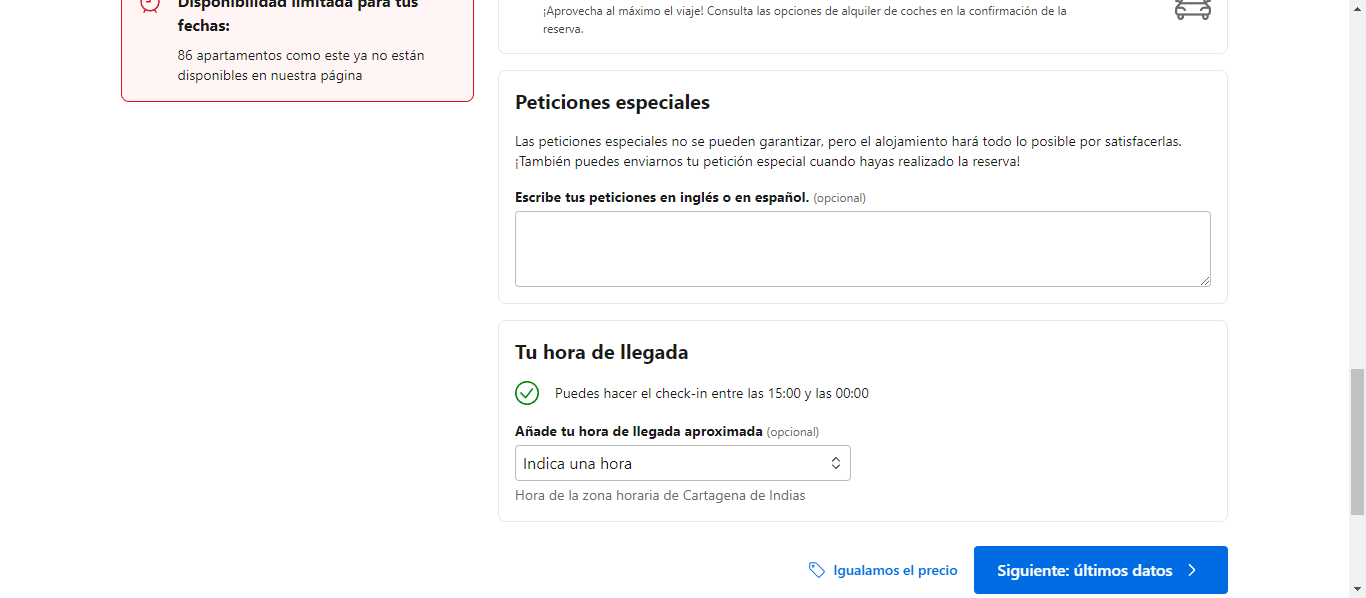 Disponibilidad limitada para tus
fechas:
86 apartamentos como este ya no están
disponibles en nuestra página
¡Aprovecha al máximo el viaje! Consulta las opciones de alquiler de coches en la confirmación de la
reserva.
Peticiones especiales
Las peticiones especiales no se pueden garantizar, pero el alojamiento hará todo lo posible por satisfacerlas.
¡También puedes enviarnos tu petición especial cuando hayas realizado la reserva!
Escribe tus peticiones en inglés o en español. (opcional)
Tu hora de llegada
Puedes hacer el check-in entre las 15:00 y las 00:00
Añade tu hora de llegada aproximada (opcional)
Indica una hora
Hora de la zona horaria de Cartagena de Indias
Igualamos el precio
Siguiente: últimos datos